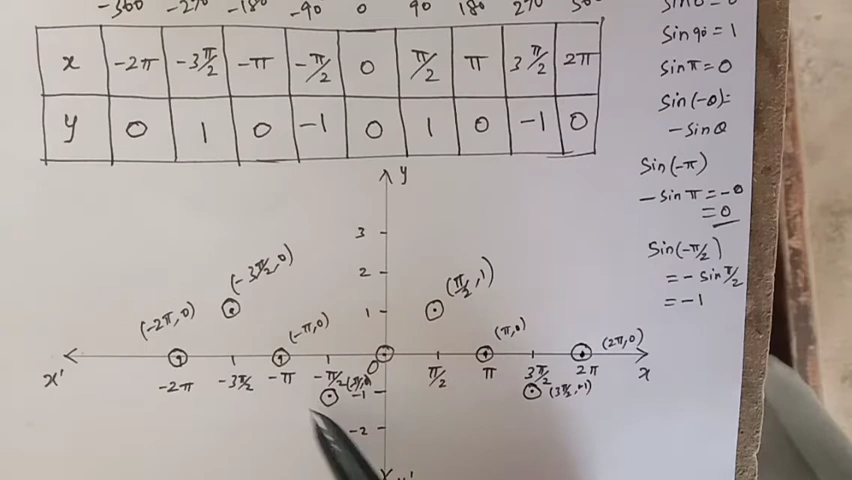 -360 -270 -180 -90 0 90 180 270
x -2π -3π/2 -π -π/2 0 π/2 π 3π/2 2π
y 0 1 0 -1 0 1 0 -1 0
sin 90 = 1
sin π = 0
sin(-θ) =
- sin θ
sin(-π)
- sin π = -0
= 0
sin(-π/2)
= - sin π/2
= -1
y
3
2
1
(-2π, 0)
(-3π/2, 0)
(-π, 0)
(π/2, 1)
(π, 0)
(2π, 0)
x' -2π -3π/2 -π -π/2 0 π/2 π 3π/2 2π x
-1
-2